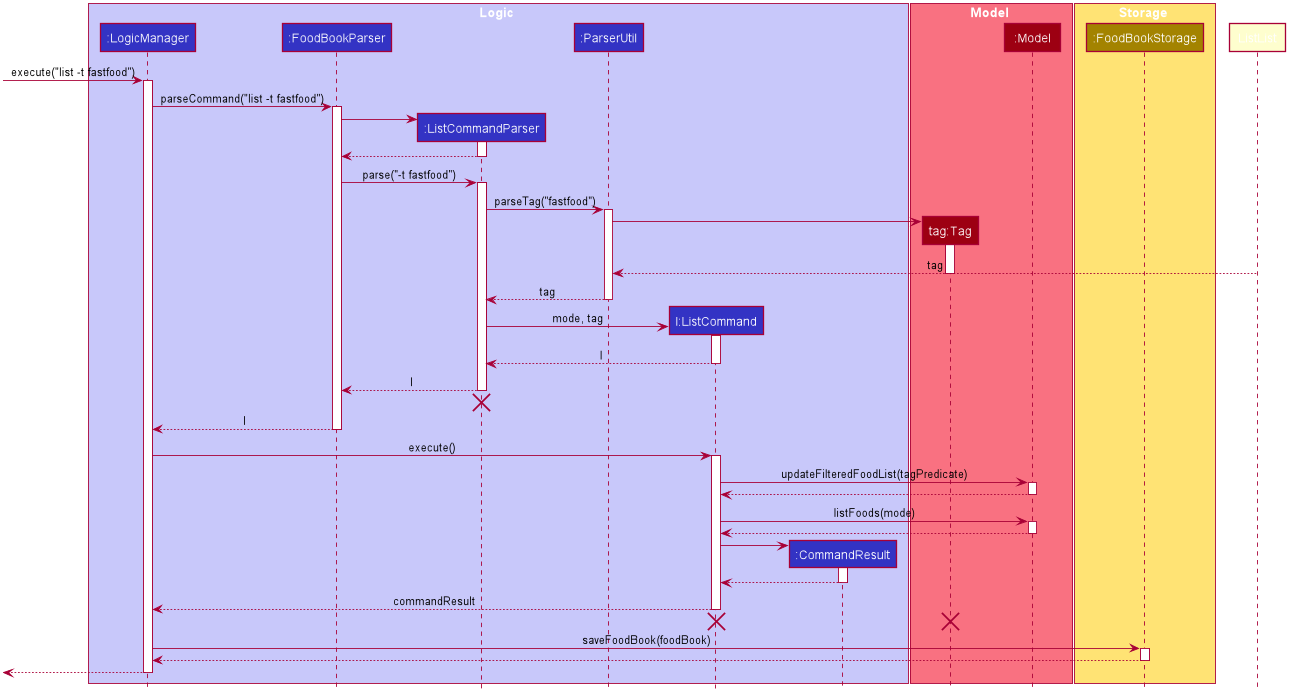 Logic
Model
Storage
:LogicManager
:FoodBookParser
:ParserUtil
:Model
:FoodBookStorage
execute("list -t fastfood")
parseCommand("list -t fastfood")
:ListCommandParser
parse("-t fastfood")
parseTag("fastfood")
tag:Tag
tag
tag
mode, tag
l:ListCommand
l
l
l
execute()
updateFilteredFoodList(tagPredicate)
listFoods(mode)
:CommandResult
commandResult
saveFoodBook(foodBook)